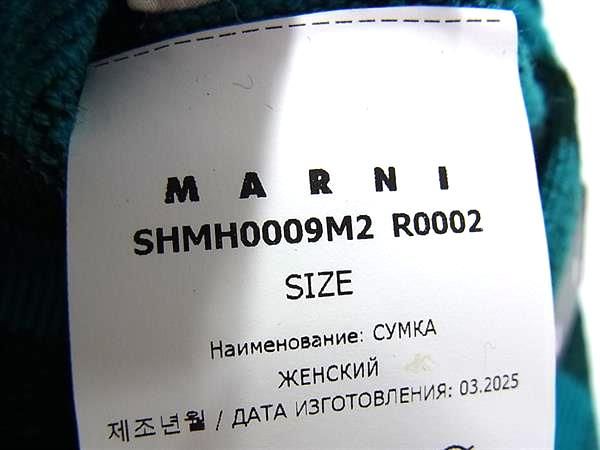 MARNI
SHMH0009M2 R0002
SIZE
Наименование: СУМКА
ЖЕНСКИЙ
제조년월 / ДАТА ИЗГОТОВЛЕНИЯ: 03.2025